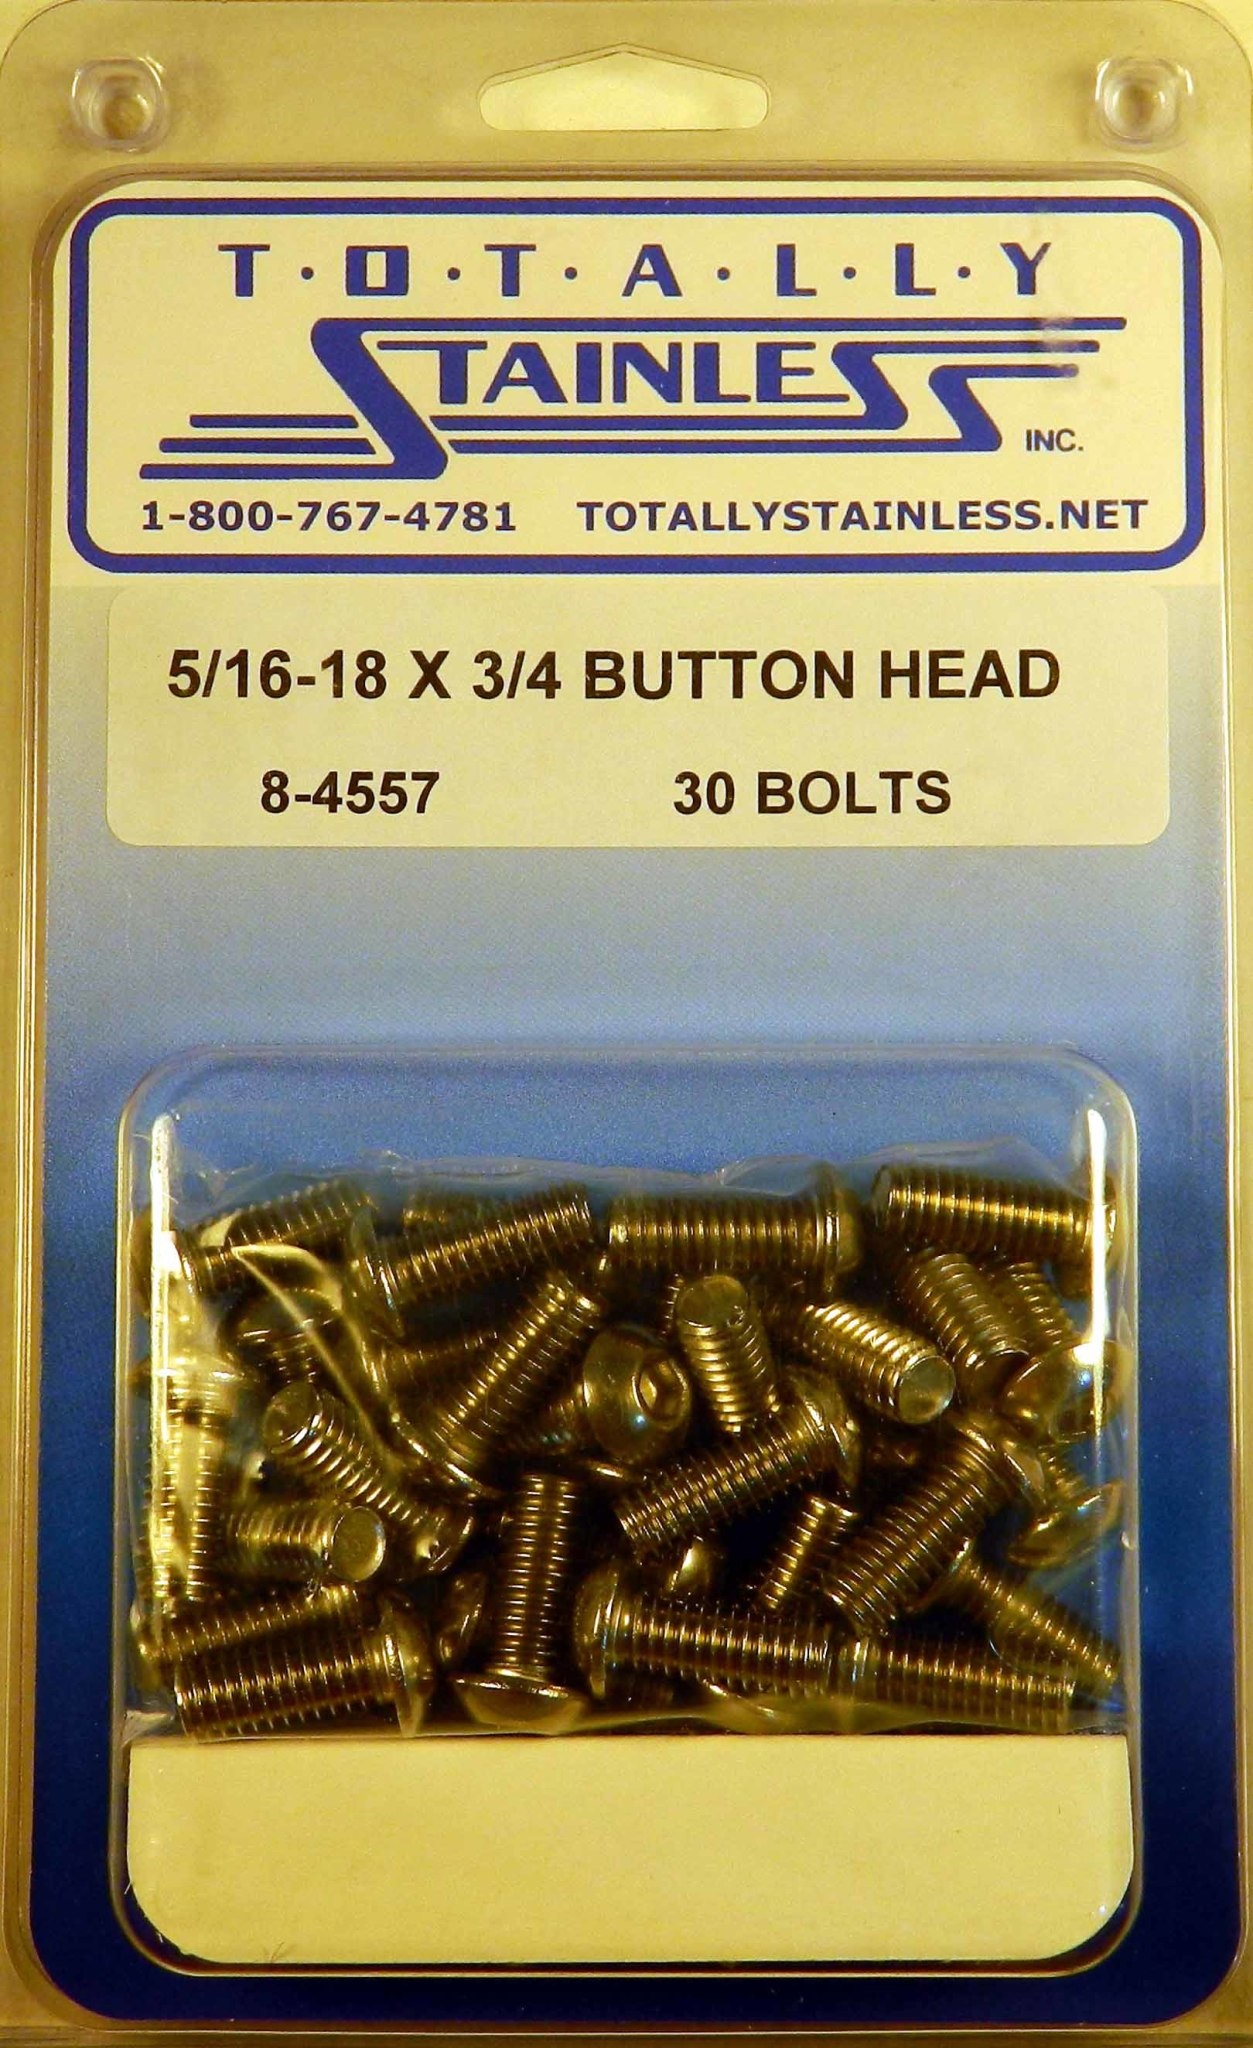 T·O·T·A·L·L·Y
STAINLESS
INC.
1-800-767-4781 TOTALLYSTAINLESS.NET
5/16-18 X 3/4 BUTTON HEAD
8-4557 30 BOLTS